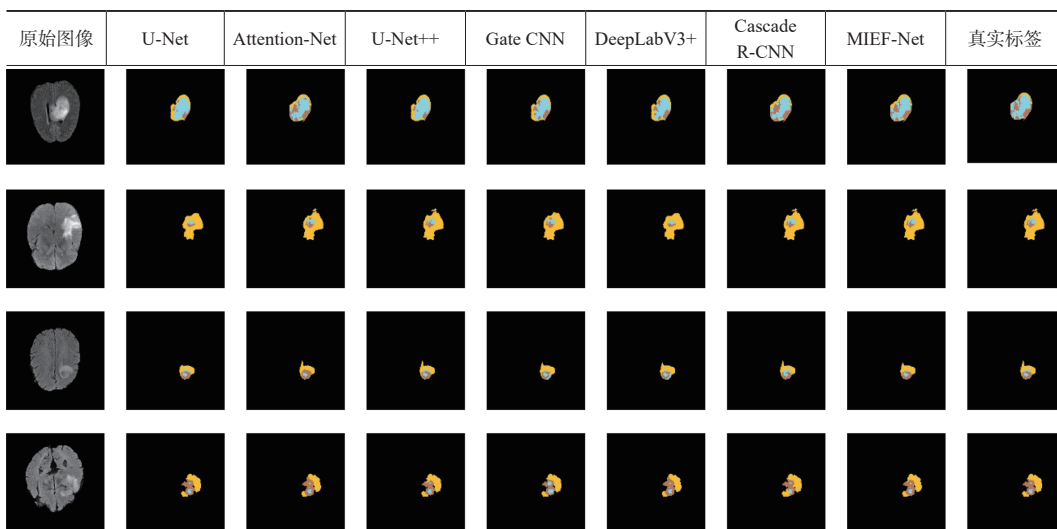 原始图像
U-Net
Attention-Net
U-Net++
Gate CNN
DeepLabV3+
Cascade
R-CNN
MIEF-Net
真实标签